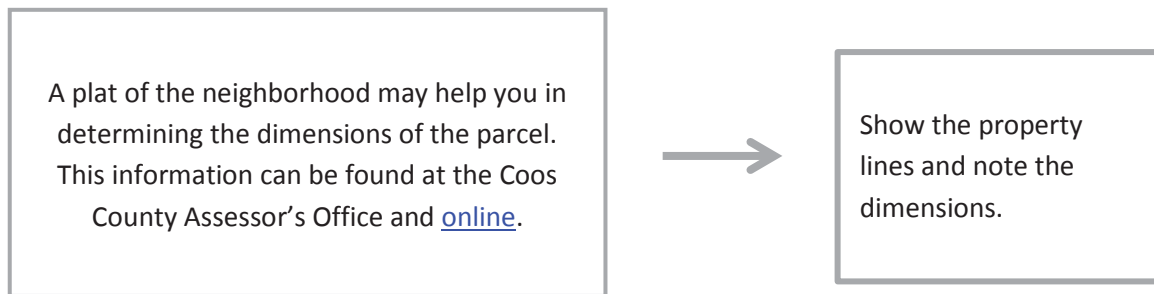 A plat of the neighborhood may help you in
determining the dimensions of the parcel.
This information can be found at the Coos
County Assessor’s Office and online.
Show the property
lines and note the
dimensions.